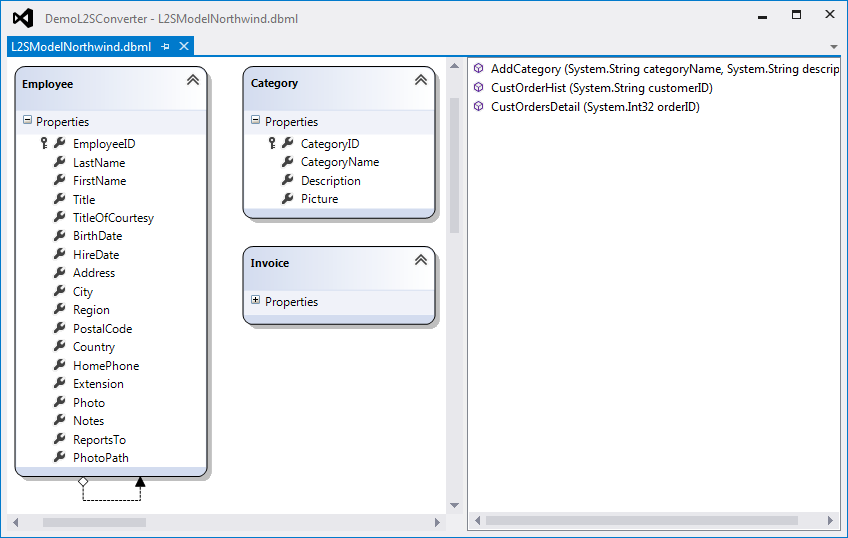 DemoL2SConverter - L2SModelNorthwind.dbml
L2SModelNorthwind.dbml
Employee
Properties
EmployeeID
LastName
FirstName
Title
TitleOfCourtesy
BirthDate
HireDate
Address
City
Region
PostalCode
Country
HomePhone
Extension
Photo
Notes
ReportsTo
PhotoPath
Category
Properties
CategoryID
CategoryName
Description
Picture
Invoice
Properties
AddCategory (System.String categoryName, System.String descrip
CustOrderHist (System.String customerID)
CustOrdersDetail (System.Int32 orderID)